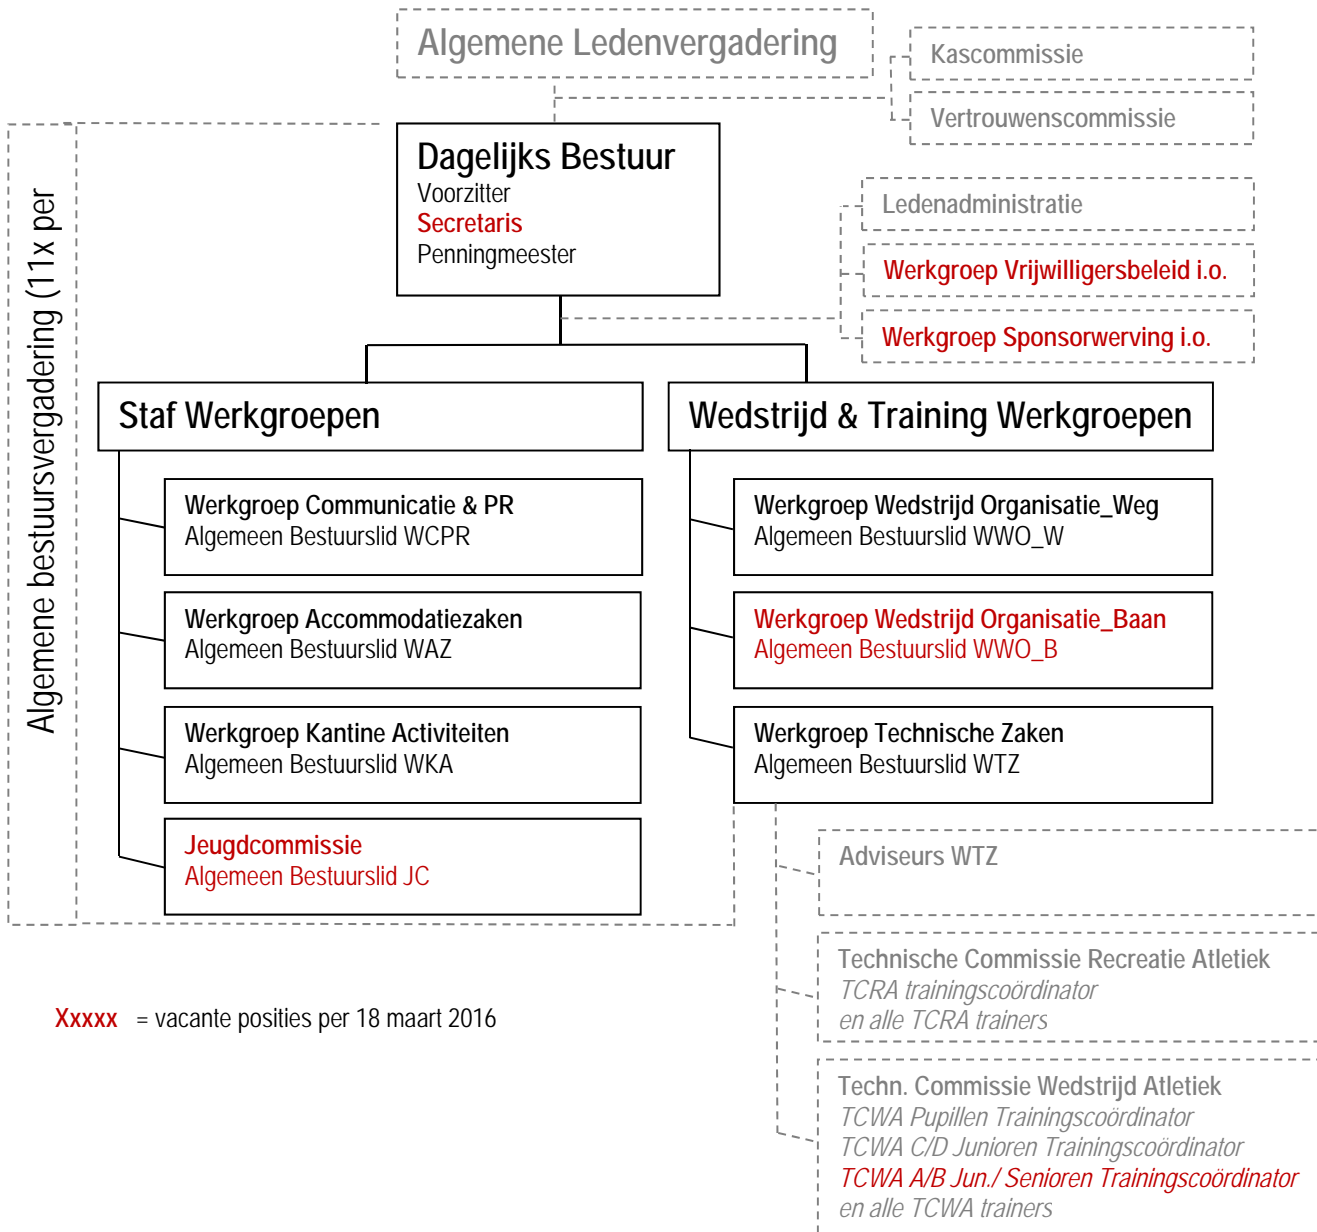 Algemene Ledenvergadering
Kascommissie
Vertrouwenscommissie
Algemene bestuursvergadering (11x per
Dagelijks Bestuur
Voorzitter
Secretaris
Penningmeester
Ledenadministratie
Werkgroep Vrijwilligersbeleid i.o.
Werkgroep Sponsorwerving i.o.
Staf Werkgroepen
Werkgroep Communicatie & PR
Algemeen Bestuurslid WCPR
Werkgroep Accommodatiezaken
Algemeen Bestuurslid WAZ
Werkgroep Kantine Activiteiten
Algemeen Bestuurslid WKA
Jeugdcommissie
Algemeen Bestuurslid JC
Wedstrijd & Training Werkgroepen
Werkgroep Wedstrijd Organisatie_Weg
Algemeen Bestuurslid WWO_W
Werkgroep Wedstrijd Organisatie_Baan
Algemeen Bestuurslid WWO_B
Werkgroep Technische Zaken
Algemeen Bestuurslid WTZ
Adviseurs WTZ
Technische Commissie Recreatie Atletiek
TCRA trainingscoördinator
en alle TCRA trainers
Techn. Commissie Wedstrijd Atletiek
TCWA Pupillen Trainingscoördinator
TCWA C/D Junioren Trainingscoördinator
TCWA A/B Jun./ Senioren Trainingscoördinator
en alle TCWA trainers
Xxxxx = vacante posities per 18 maart 2016